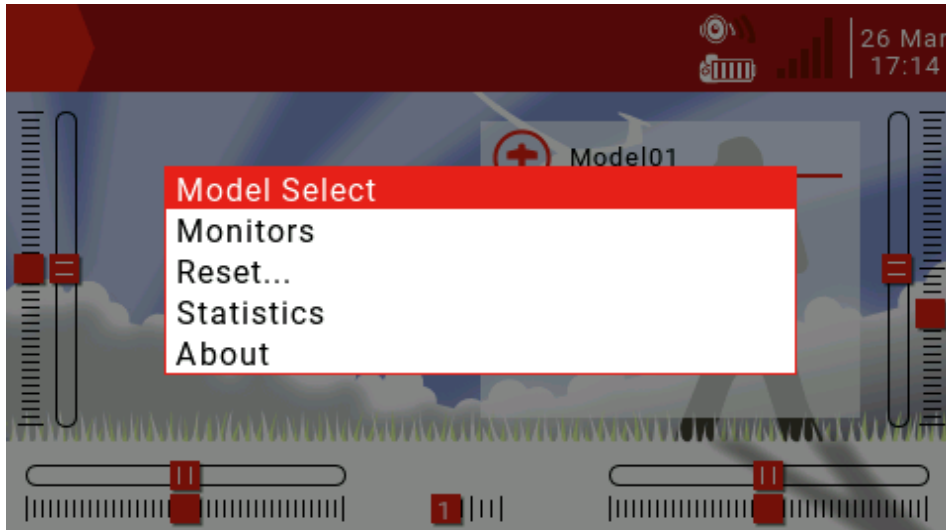 26 Mar
17:14
Model01
Model Select
Monitors
Reset...
Statistics
About
1